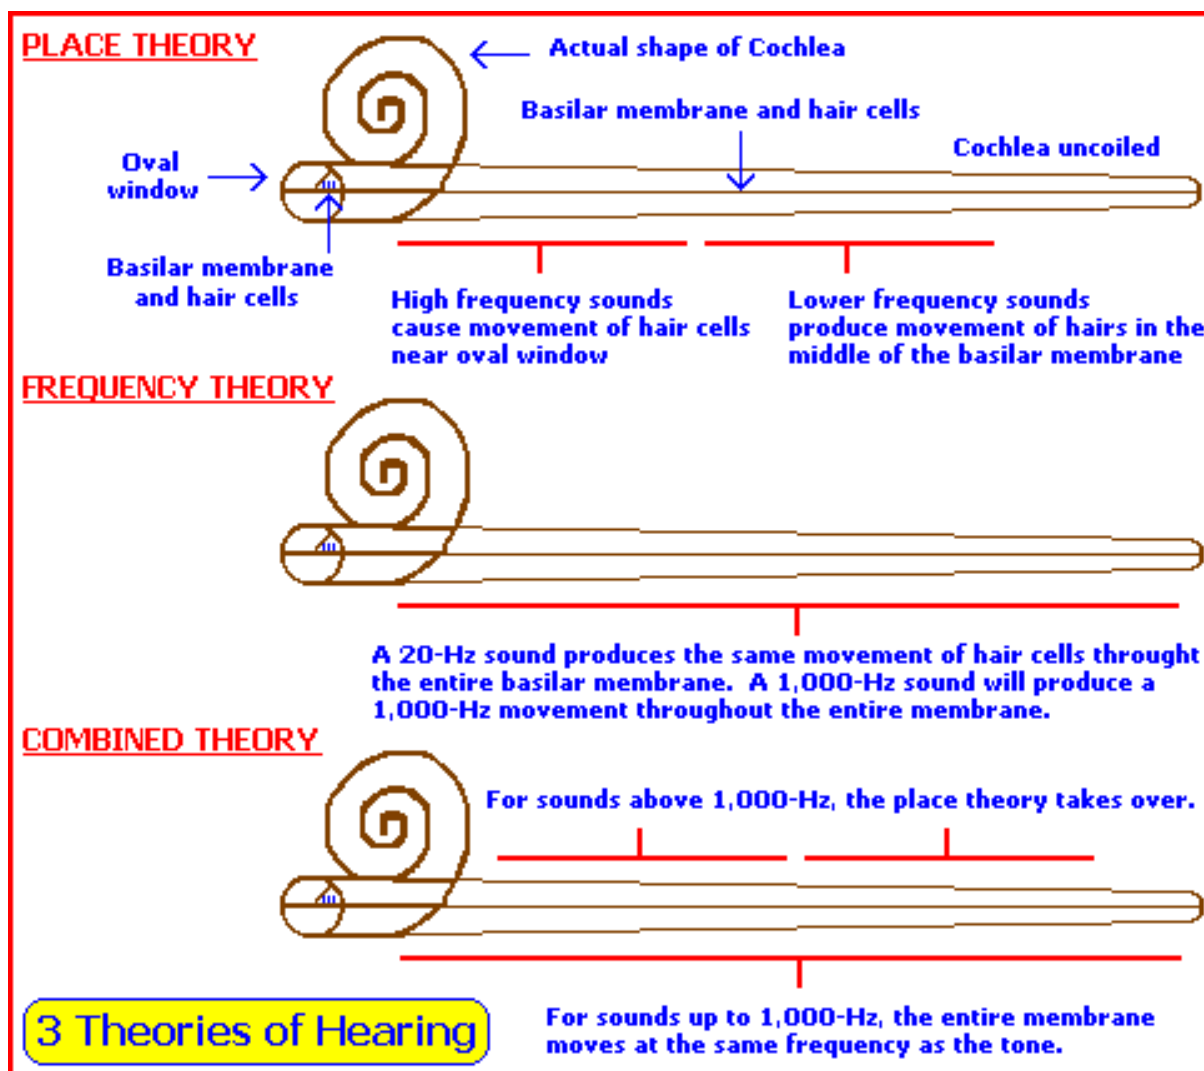 PLACE THEORY
Actual shape of Cochlea
Basilar membrane and hair cells
Oval
window
Cochlea uncoiled
Basilar membrane
and hair cells
High frequency sounds
cause movement of hair cells
near oval window
Lower frequency sounds
produce movement of hairs in the
middle of the basilar membrane
FREQUENCY THEORY
A 20-Hz sound produces the same movement of hair cells throught
the entire basilar membrane. A 1,000-Hz sound will produce a
1,000-Hz movement throughout the entire membrane.
COMBINED THEORY
For sounds above 1,000-Hz, the place theory takes over.
3 Theories of Hearing
For sounds up to 1,000-Hz, the entire membrane
moves at the same frequency as the tone.